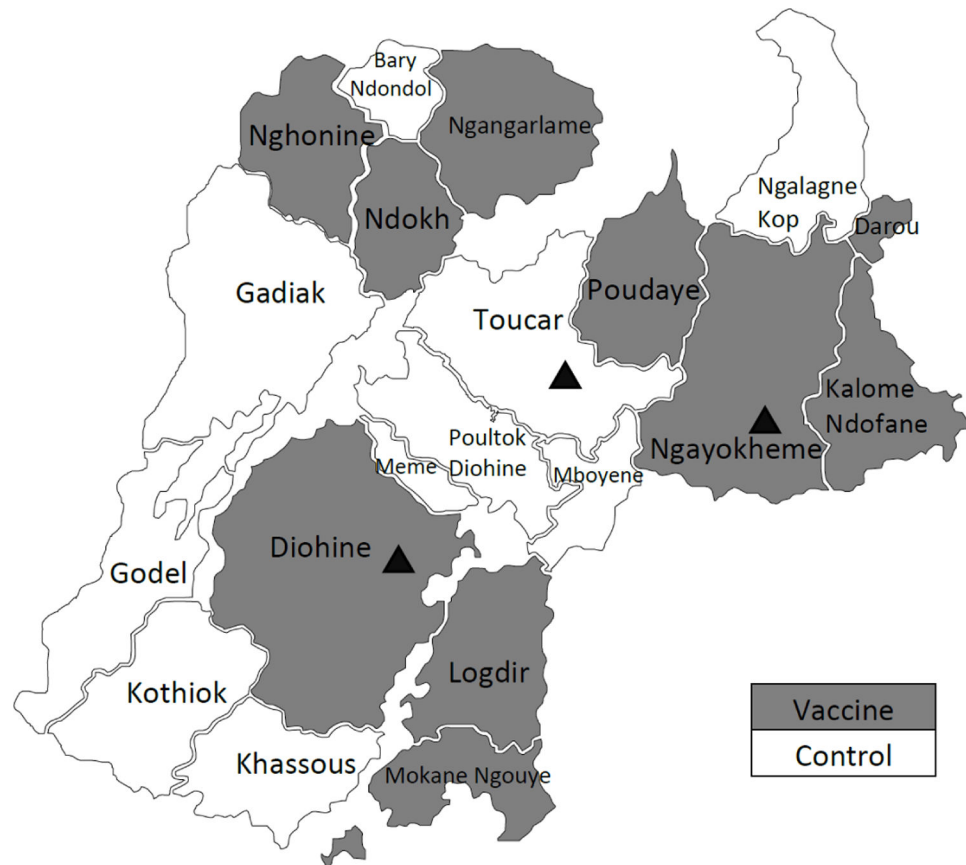 Bary
Ndondol
Nghonine
Ngangarlame
Ndokh
Ngalagne
Kop
Darou
Gadiak
Toucar
Poudaye
Kalome
Ndofane
Poultok
Diohine
Meme
Mboyene
Ngayokheme
Diohine
Godel
Logdir
Kothiok
Khassous
Mokane Ngouye
Vaccine
Control